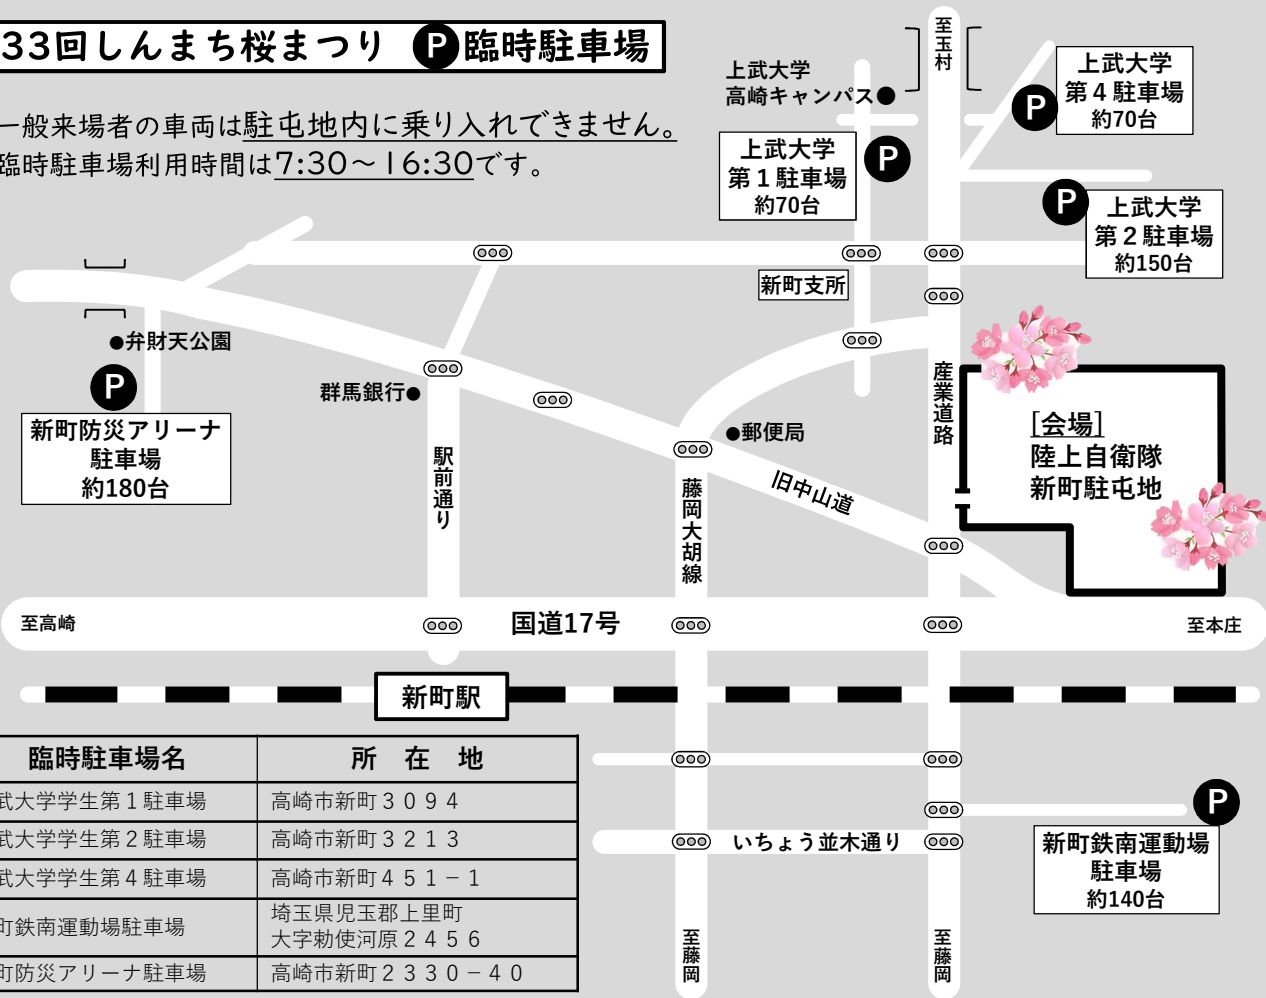 33回しんまち桜まつり P臨時駐車場
一般来場者の車両は駐屯地内に乗り入れできません。
臨時駐車場利用時間は7:30～16:30です。
至玉村
上武大学
高崎キャンパス●
上武大学
第４駐車場
約70台
P
上武大学
第１駐車場
約70台
P
P
上武大学
第２駐車場
約150台
新町支所
●弁財天公園
P
新町防災アリーナ
駐車場
約180台
群馬銀行●
●郵便局
駅前通り
藤岡大胡線
旧中山道
産業道路
[会場]
陸上自衛隊
新町駐屯地
至高崎
国道17号
至本庄
新町駅
臨時駐車場名 所 在 地
武大学学生第１駐車場 高崎市新町３０９４
武大学学生第２駐車場 高崎市新町３２１３
武大学学生第４駐車場 高崎市新町４５１－１
町鉄南運動場駐車場 埼玉県児玉郡上里町
大字勅使河原２４５６
町防災アリーナ駐車場 高崎市新町２３３０－４０
いちょう並木通り
P
新町鉄南運動場
駐車場
約140台
至藤岡
至藤岡